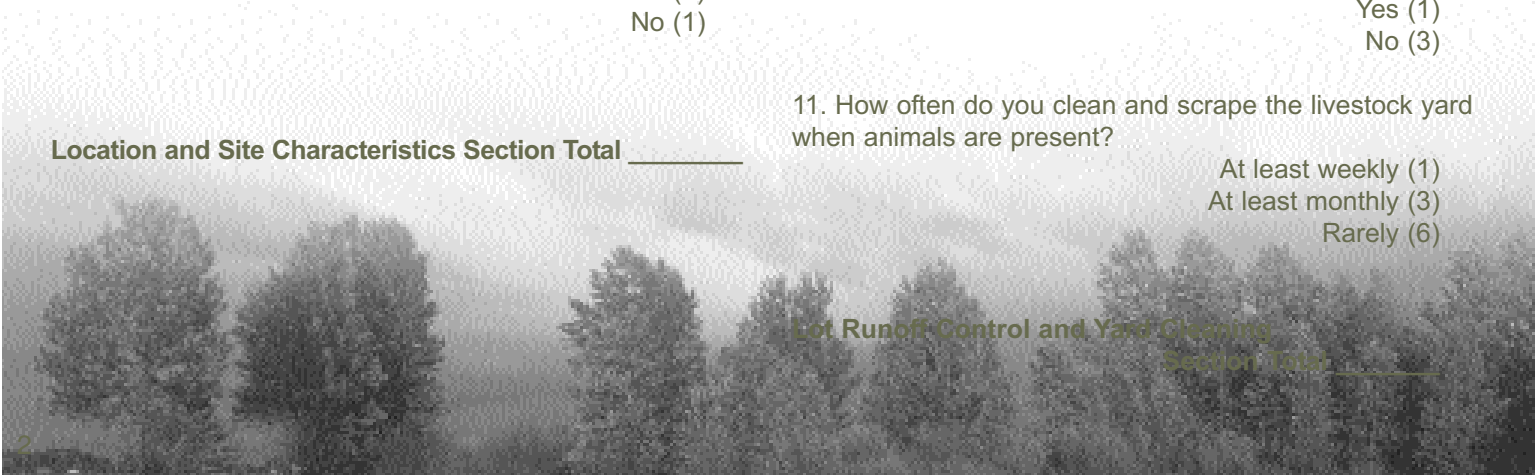 No (1)
Location and Site Characteristics Section Total ________
Yes (1)
No (3)
11. How often do you clean and scrape the livestock yard
when animals are present?
At least weekly (1)
At least monthly (3)
Rarely (6)
Lot Runoff Control and Yard Cleaning
Section Total _______
2